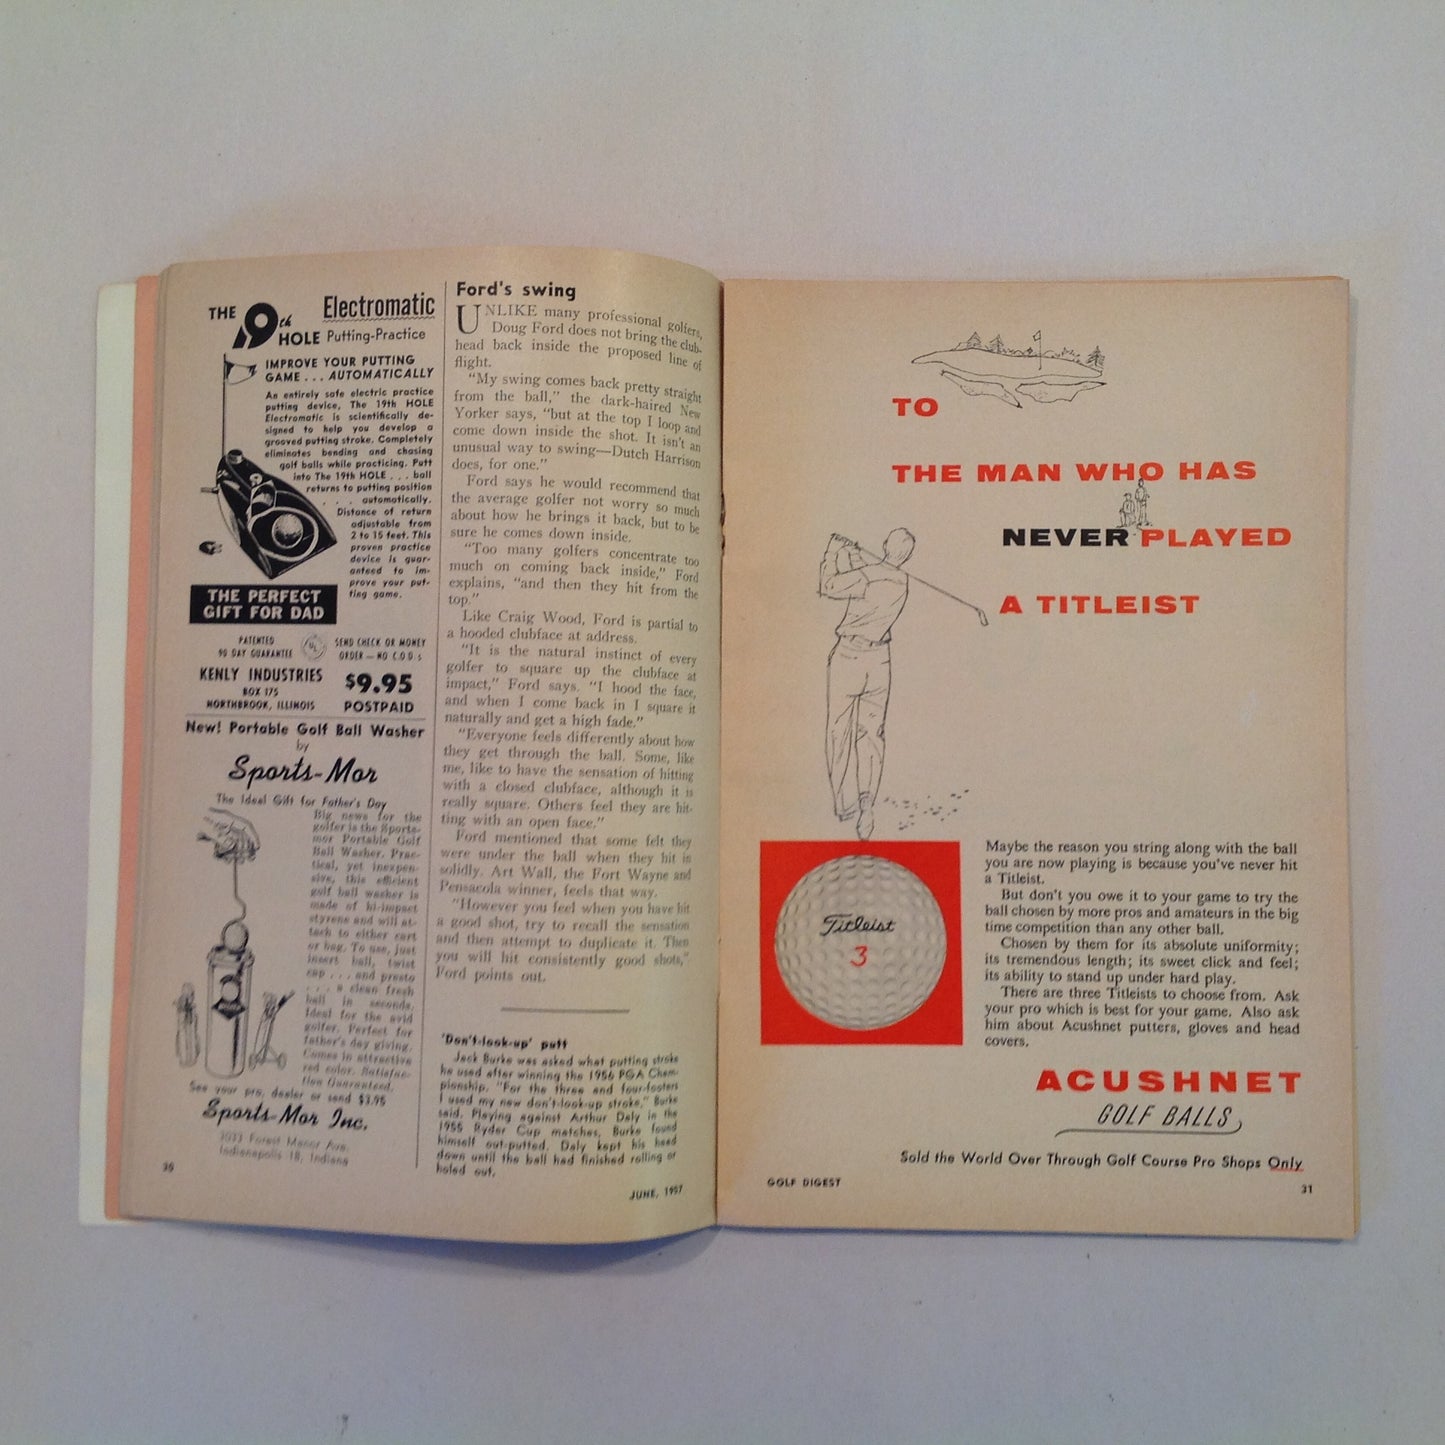 THE 19th HOLE
Electromatic
Putting-Practice
IMPROVE YOUR PUTTING
GAME . . . AUTOMATICALLY
An entirely safe electric practice
putting device, The 19th HOLE
Electromatic is scientifically de-
signed to help you develop a
grooved putting stroke. Completely
eliminates bending and chasing
golf balls while practicing. Putt
into The 19th HOLE . . . ball
returns to putting position
. . automatically.
Distance of return
adjustable from
2 to 15 feet. This
proven practice
device is guar-
anteed to im-
prove your put-
ting game.
THE PERFECT
GIFT FOR DAD
PATENTED
90 DAY GUARANTEE
UL
SEND CHECK OR MONEY
ORDER — NO C.O.D.s
KENLY INDUSTRIES
BOX 175
NORTHBROOK, ILLINOIS
$9.95
POSTPAID
New! Portable Golf Ball Washer
by
Sports-Mor
The Ideal Gift for Father's Day
Big news for the
golfer is the Sports-
mor Portable Golf
Ball Washer. Prac-
tical, yet inexpen-
sive, this efficient
golf ball washer is
made of hi-impact
styrene and will at-
tach to either cart
or bag. To use, just
insert ball, twist
cap . . . and presto
. . . a clean fresh
ball in seconds.
Ideal for the avid
golfer. Perfect for
father's day giving.
Comes in attractive
red color. Satisfac-
tion Guaranteed.
See your pro, dealer or send $3.95
Sports-Mor Inc.
3033 Forest Manor Ave.
Indianapolis 18, Indiana
30
Ford's swing
UNLIKE many professional golfers,
Doug Ford does not bring the club-
head back inside the proposed line of
flight.
"My swing comes back pretty straight
from the ball," the dark-haired New
Yorker says, "but at the top I loop and
come down inside the shot. It isn't an
unusual way to swing—Dutch Harrison
does, for one."
Ford says he would recommend that
the average golfer not worry so much
about how he brings it back, but to be
sure he comes down inside.
"Too many golfers concentrate too
much on coming back inside," Ford
explains, "and then they hit from the
top."
Like Craig Wood, Ford is partial to
a hooded clubface at address.
"It is the natural instinct of every
golfer to square up the clubface at
impact," Ford says. "I hood the face,
and when I come back in I square it
naturally and get a high fade."
"Everyone feels differently about how
they get through the ball. Some, like
me, like to have the sensation of hitting
with a closed clubface, although it is
really square. Others feel they are hit-
ting with an open face."
Ford mentioned that some felt they
were under the ball when they hit it
solidly. Art Wall, the Fort Wayne and
Pensacola winner, feels that way.
"However you feel when you have hit
a good shot, try to recall the sensation
and then attempt to duplicate it. Then
you will hit consistently good shots,"
Ford points out.
'Don't-look-up' putt
Jack Burke was asked what putting stroke
he used after winning the 1956 PGA Cham-
pionship. "For the three and four-footers
I used my new don't-look-up stroke," Burke
said. Playing against Arthur Daly in the
1955 Ryder Cup matches, Burke found
himself out-putted. Daly kept his head
down until the ball had finished rolling or
holed out.
JUNE, 1957
TO
THE MAN WHO HAS
NEVER PLAYED
A TITLEIST
Titleist
3
Maybe the reason you string along with the ball
you are now playing is because you've never hit
a Titleist.
But don't you owe it to your game to try the
ball chosen by more pros and amateurs in the big
time competition than any other ball.
Chosen by them for its absolute uniformity;
its tremendous length; its sweet click and feel;
its ability to stand up under hard play.
There are three Titleists to choose from. Ask
your pro which is best for your game. Also ask
him about Acushnet putters, gloves and head
covers.
ACUSHNET
GOLF BALLS
Sold the World Over Through Golf Course Pro Shops Only
GOLF DIGEST
31